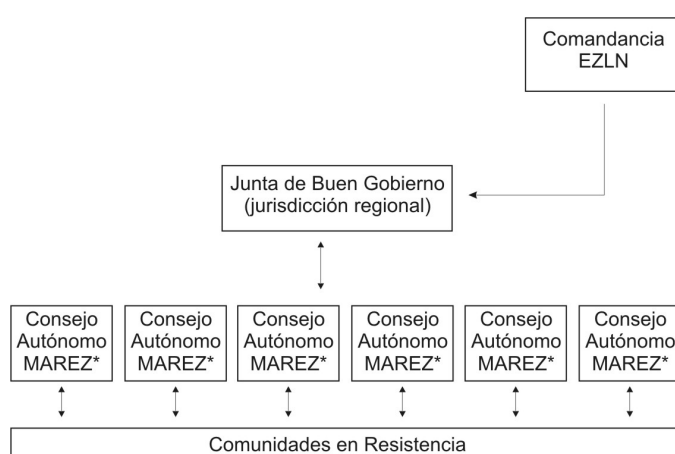 Comandancia
EZLN
Junta de Buen Gobierno
(jurisdicción regional)
Consejo
Autónomo
MAREZ*
Consejo
Autónomo
MAREZ*
Consejo
Autónomo
MAREZ*
Consejo
Autónomo
MAREZ*
Consejo
Autónomo
MAREZ*
Consejo
Autónomo
MAREZ*
Comunidades en Resistencia